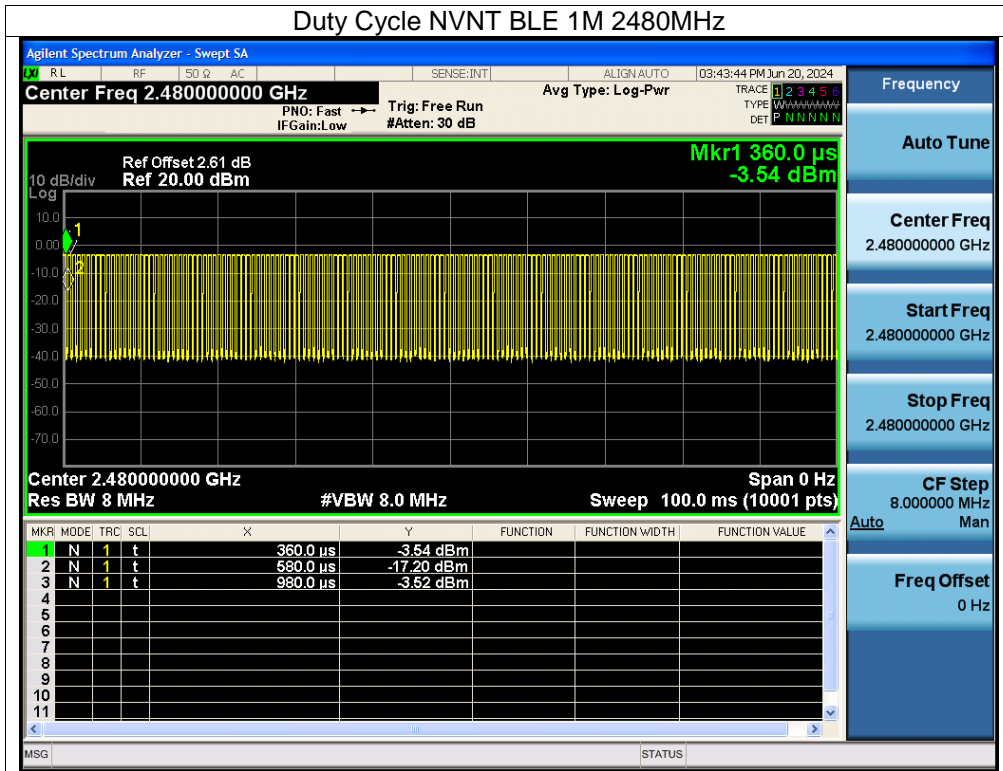 Duty Cycle NVNT BLE 1M 2480MHz
Agilent Spectrum Analyzer - Swept SA
LXI RL RF 50 Ω AC SENSE:INT ALIGN AUTO 03:43:44 PM Jun 20, 2024
Center Freq 2.480000000 GHz
PNO: Fast
IFGain:Low
Trig: Free Run
#Atten: 30 dB
Avg Type: Log-Pwr
TRACE 1 2 3 4 5 6
TYPE WWWWWW
DET P N N N N N
Ref Offset 2.61 dB
10 dB/div Ref 20.00 dBm
Log
Mkr1 360.0 µs
-3.54 dBm
10.0
0.00
-10.0
-20.0
-30.0
-40.0
-50.0
-60.0
-70.0
1
2
Center 2.480000000 GHz Span 0 Hz
Res BW 8 MHz #VBW 8.0 MHz Sweep 100.0 ms (10001 pts)
MKR MODE TRC SCL X Y FUNCTION FUNCTION WIDTH FUNCTION VALUE
1 N 1 t 360.0 µs -3.54 dBm
2 N 1 t 580.0 µs -17.20 dBm
3 N 1 t 980.0 µs -3.52 dBm
4
5
6
7
8
9
10
11
MSG STATUS
Frequency
Auto Tune
Center Freq
2.480000000 GHz
Start Freq
2.480000000 GHz
Stop Freq
2.480000000 GHz
CF Step
8.000000 MHz
Auto Man
Freq Offset
0 Hz